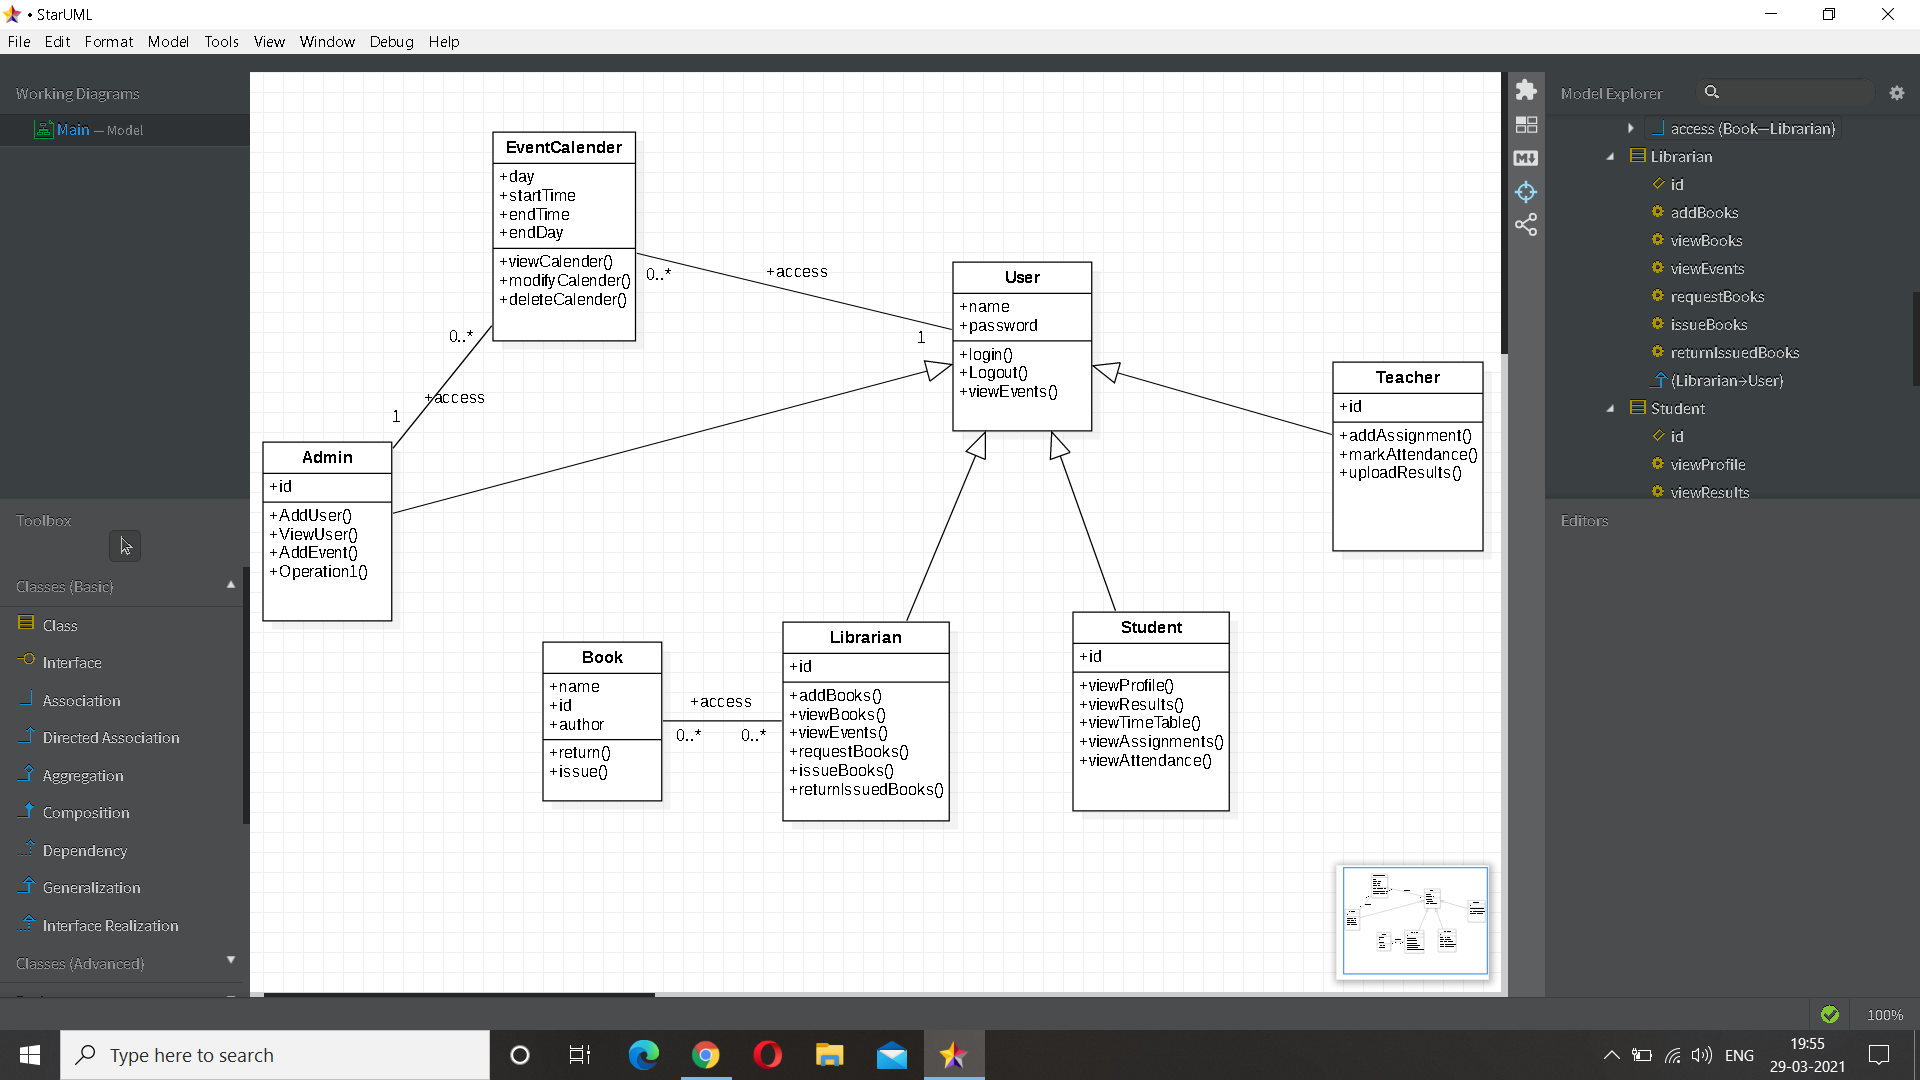 • StarUML
File Edit Format Model Tools View Window Debug Help
Working Diagrams
Main — Model
Toolbox
Classes (Basic)
Class
Interface
Association
Directed Association
Aggregation
Composition
Dependency
Generalization
Interface Realization
Classes (Advanced)
EventCalender
+day
+startTime
+endTime
+endDay
+viewCalender()
+modifyCalender()
+deleteCalender()
0..*
+access
1
0..*
+access
1
User
+name
+password
+login()
+Logout()
+viewEvents()
Teacher
+id
+addAssignment()
+markAttendance()
+uploadResults()
Admin
+id
+AddUser()
+ViewUser()
+AddEvent()
+Operation1()
Book
+name
+id
+author
+return()
+issue()
+access
0..*
0..*
Librarian
+id
+addBooks()
+viewBooks()
+viewEvents()
+requestBooks()
+issueBooks()
+returnIssuedBooks()
Student
+id
+viewProfile()
+viewResults()
+viewTimeTable()
+viewAssignments()
+viewAttendance()
Model Explorer
access (Book—Librarian)
Librarian
id
addBooks
viewBooks
viewEvents
requestBooks
issueBooks
returnIssuedBooks
(Librarian→User)
Student
id
viewProfile
viewResults
Editors
100%
Type here to search
ENG
19:55
29-03-2021